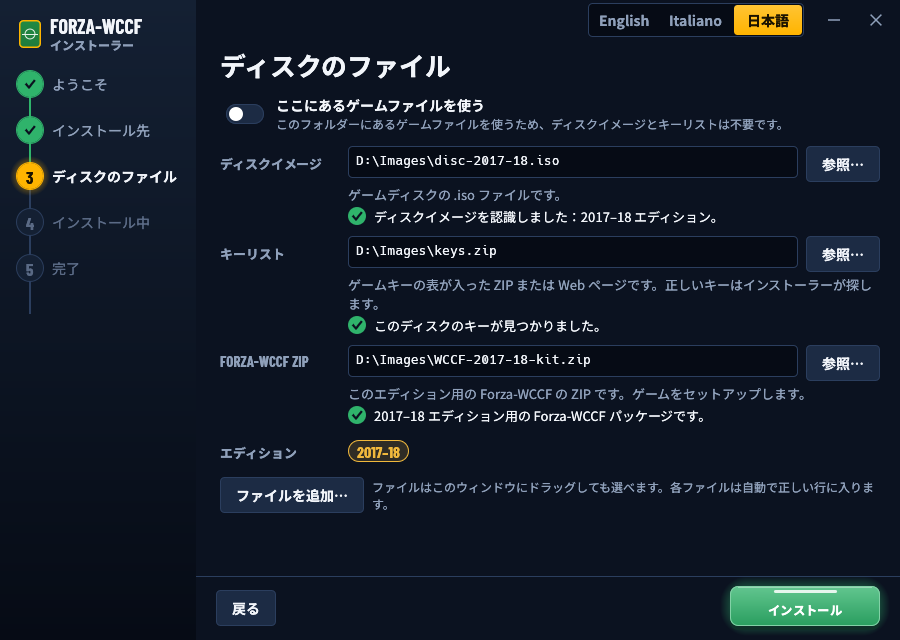 FORZA-WCCF
インストーラー
English
Italiano
日本語
ようこそ
インストール先
3
ディスクのファイル
4
インストール中
5
完了
ディスクのファイル
ここにあるゲームファイルを使う
このフォルダーにあるゲームファイルを使うため、ディスクイメージとキーリストは不要です。
ディスクイメージ
D:\Images\disc-2017-18.iso
参照…
ゲームディスクの .iso ファイルです。
ディスクイメージを認識しました：2017–18 エディション。
キーリスト
D:\Images\keys.zip
参照…
ゲームキーの表が入った ZIP または Web ページです。正しいキーはインストーラーが探し
ます。
このディスクのキーが見つかりました。
FORZA-WCCF ZIP
D:\Images\WCCF-2017-18-kit.zip
参照…
このエディション用の Forza-WCCF の ZIP です。ゲームをセットアップします。
2017–18 エディション用の Forza-WCCF パッケージです。
エディション
2017–18
ファイルを追加…
ファイルはこのウィンドウにドラッグしても選べます。各ファイルは自動で正しい行に入りま
す。
戻る
インストール